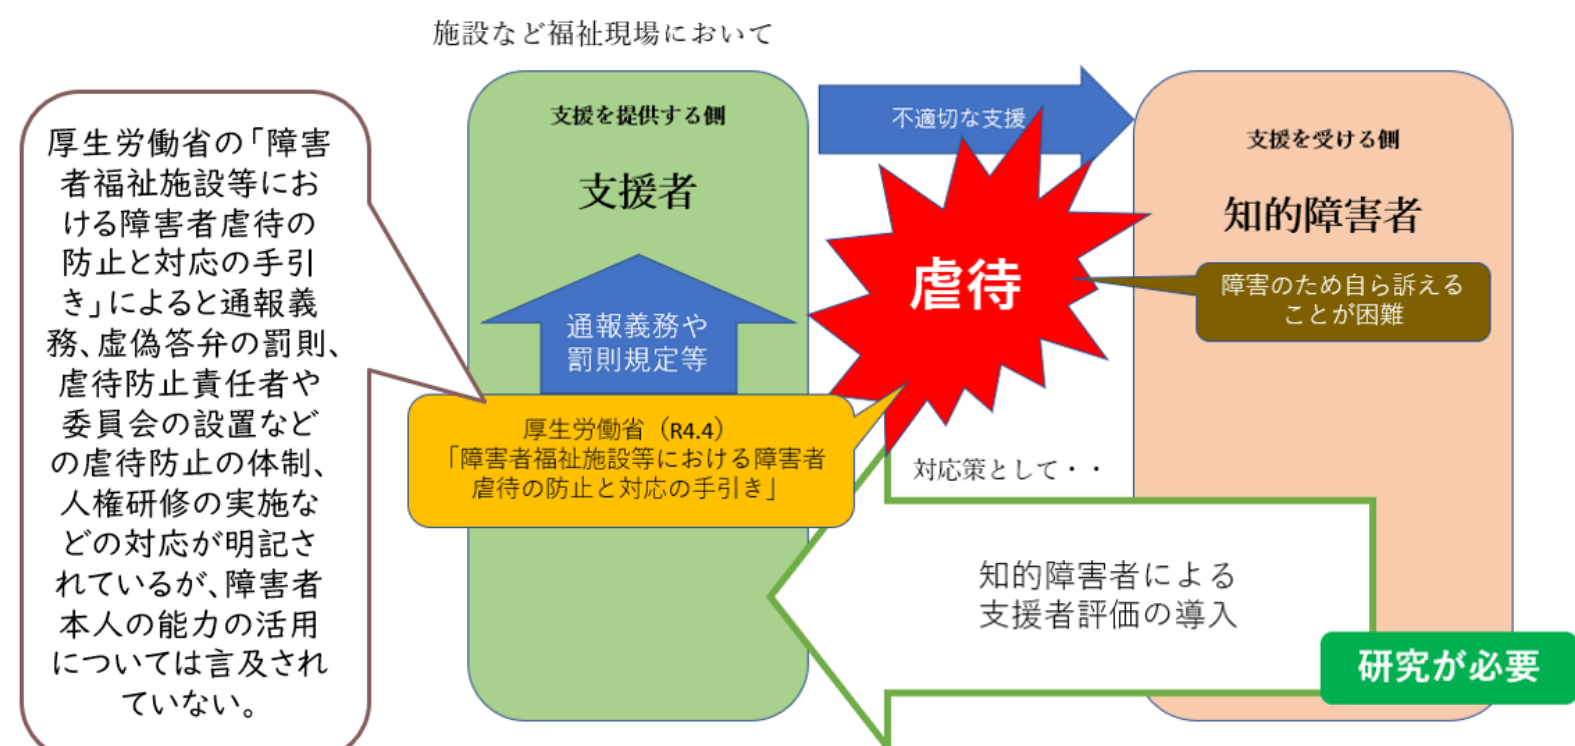 施設など福祉現場において
厚生労働省の「障害
者福祉施設等にお
ける障害者虐待の
防止と対応の手引
き」によると通報義
務、虚偽答弁の罰則、
虐待防止責任者や
委員会の設置など
の虐待防止の体制、
人権研修の実施な
どの対応が明記さ
れているが、障害者
本人の能力の活用
については言及され
ていない。
支援を提供する側
支援者
通報義務や
罰則規定等
厚生労働省（R4.4）
「障害者福祉施設等における障害者
虐待の防止と対応の手引き」
不適切な支援
虐待
支援を受ける側
知的障害者
障害のため自ら訴える
ことが困難
対応策として・・
知的障害者による
支援者評価の導入
研究が必要